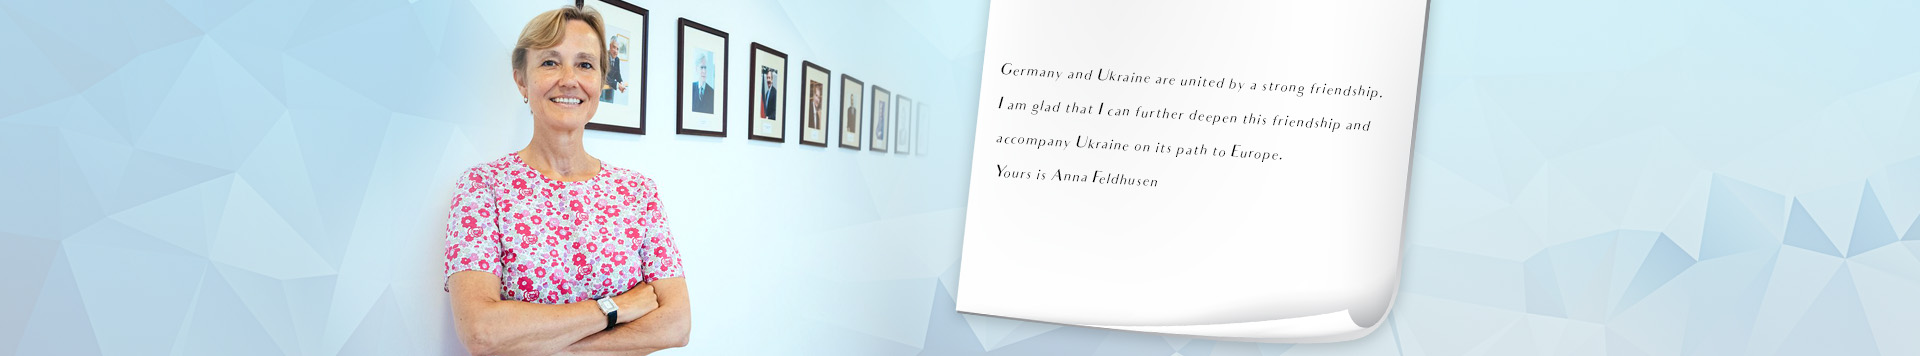 Germany and Ukraine are united by a strong friendship.
I am glad that I can further deepen this friendship and
accompany Ukraine on its path to Europe.
Yours is Anna Feldhusen